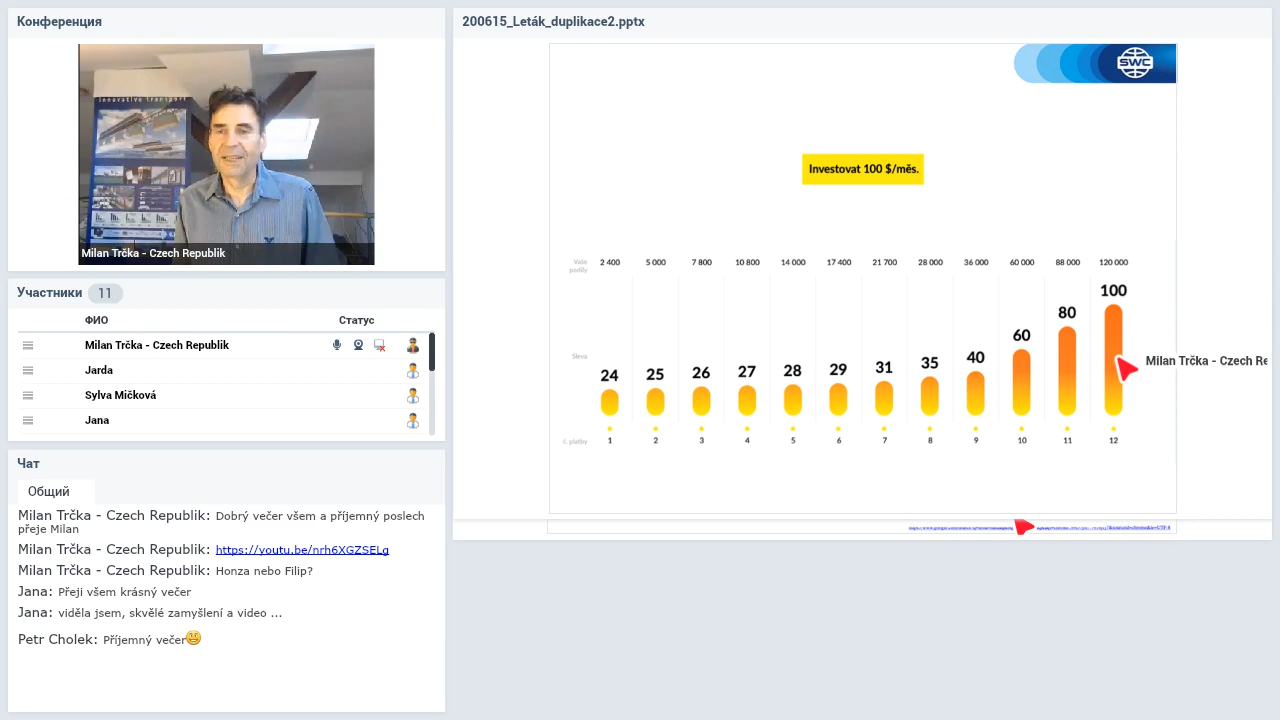 Конференция
innovative transport
Milan Trčka - Czech Republik
Участники 11
ФИО Статус
Milan Trčka - Czech Republik
Jarda
Sylva Mičková
Jana
Чат
Общий
Milan Trčka - Czech Republik: Dobrý večer všem a příjemný poslech
přeje Milan
Milan Trčka - Czech Republik: https://youtu.be/nrh6XGZSELg
Milan Trčka - Czech Republik: Honza nebo Filip?
Jana: Přeji všem krásný večer
Jana: viděla jsem, skvělé zamyšlení a video ...
Petr Cholek: Příjemný večer
200615_Leták_duplikace2.pptx
SWC
Investovat 100 $/měs.
Vaše
podíly
2 400 5 000 7 800 10 800 14 000 17 400 21 700 28 000 36 000 60 000 88 000 120 000
Sleva 24 25 26 27 28 29 31 35 40 60 80 100
Milan Trčka - Czech Re
č. platby 1 2 3 4 5 6 7 8 9 10 11 12